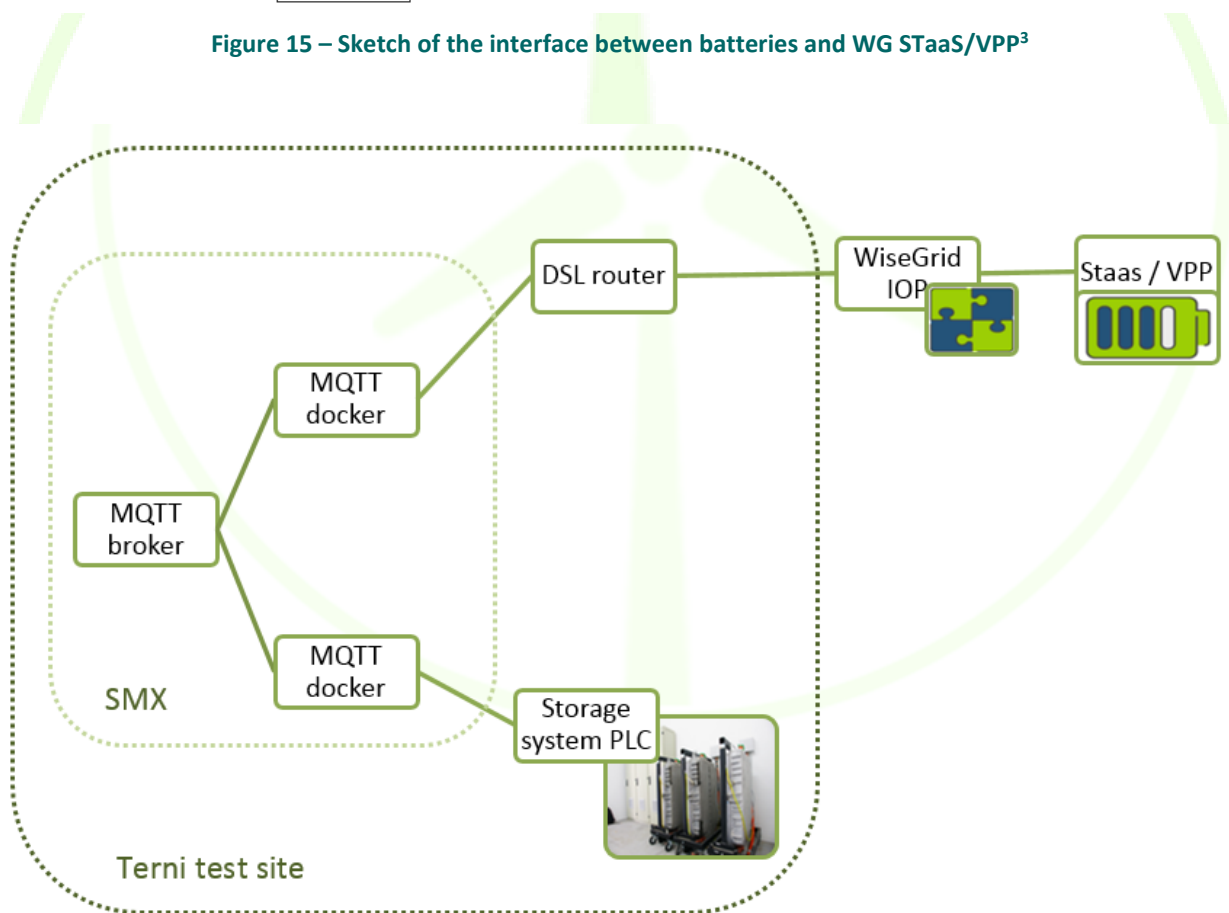 Figure 15 – Sketch of the interface between batteries and WG STaaS/VPP³
DSL router
WiseGrid
IOP
Staas / VPP
MQTT
docker
MQTT
broker
MQTT
docker
SMX
Storage
system PLC
Terni test site